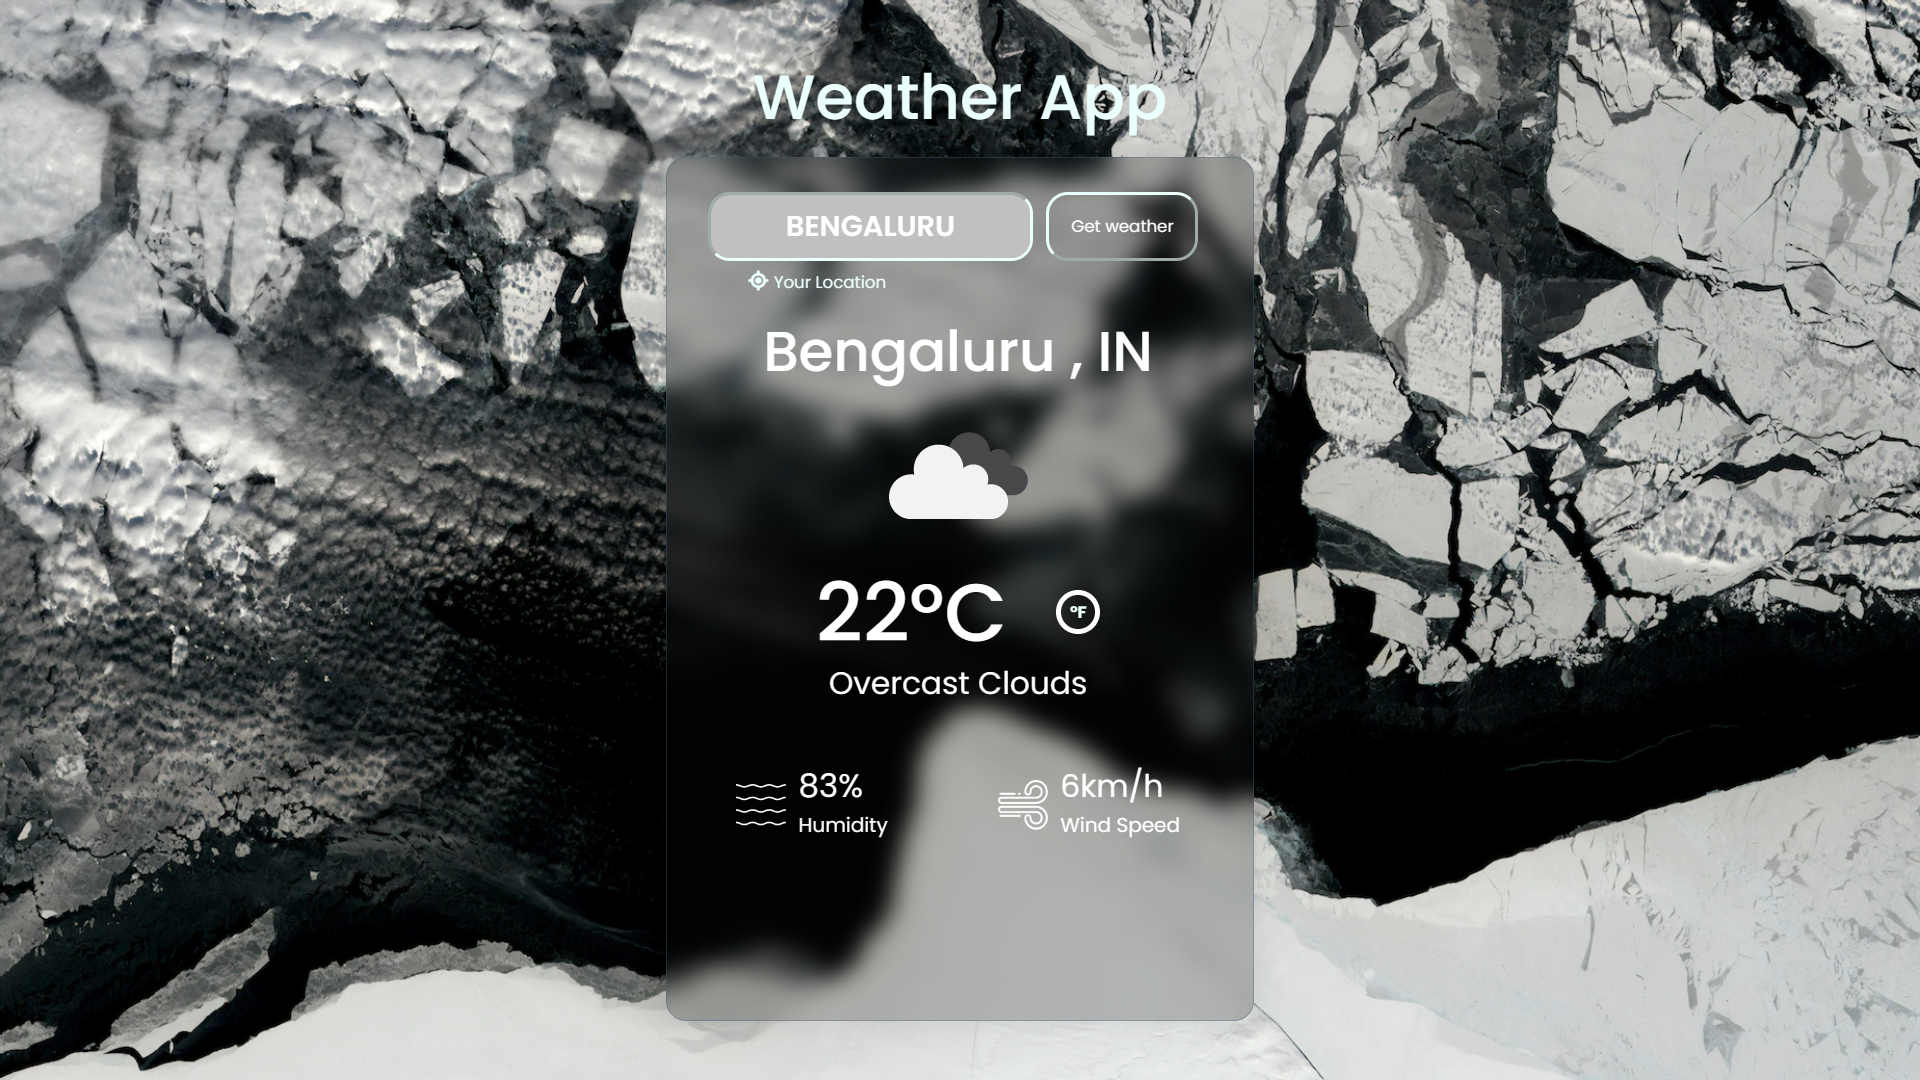 Weather App
BENGALURU
Get weather
Your Location
Bengaluru , IN
22°C
°F
Overcast Clouds
83%
Humidity
6km/h
Wind Speed